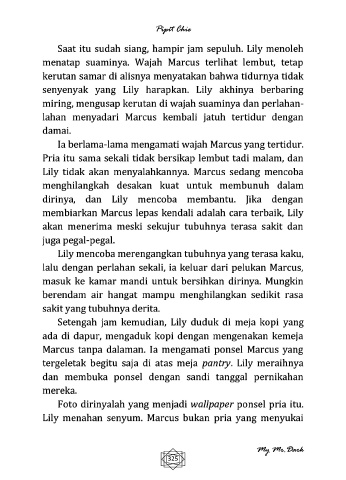 Pipit Chie
Saat itu sudah siang, hampir jam sepuluh. Lily menoleh
menatap suaminya. Wajah Marcus terlihat lembut, tetap
kerutan samar di alisnya menyatakan bahwa tidurnya tidak
senyenyak yang Lily harapkan. Lily akhinya berbaring
miring, mengusap kerutan di wajah suaminya dan perlahan-
lahan menyadari Marcus kembali jatuh tertidur dengan
damai.
Ia berlama-lama mengamati wajah Marcus yang tertidur.
Pria itu sama sekali tidak bersikap lembut tadi malam, dan
Lily tidak akan menyalahkannya. Marcus sedang mencoba
menghilangkah desakan kuat untuk membunuh dalam
dirinya, dan Lily mencoba membantu. Jika dengan
membiarkan Marcus lepas kendali adalah cara terbaik, Lily
akan menerima meski sekujur tubuhnya terasa sakit dan
juga pegal-pegal.
Lily mencoba merengangkan tubuhnya yang terasa kaku,
lalu dengan perlahan sekali, ia keluar dari pelukan Marcus,
masuk ke kamar mandi untuk bersihkan dirinya. Mungkin
berendam air hangat mampu menghilangkan sedikit rasa
sakit yang tubuhnya derita.
Setengah jam kemudian, Lily duduk di meja kopi yang
ada di dapur, mengaduk kopi dengan mengenakan kemeja
Marcus tanpa dalaman. Ia mengamati ponsel Marcus yang
tergeletak begitu saja di atas meja pantry. Lily meraihnya
dan membuka ponsel dengan sandi tanggal pernikahan
mereka.
Foto dirinyalah yang menjadi wallpaper ponsel pria itu.
Lily menahan senyum. Marcus bukan pria yang menyukai
325
My Mr. Dark